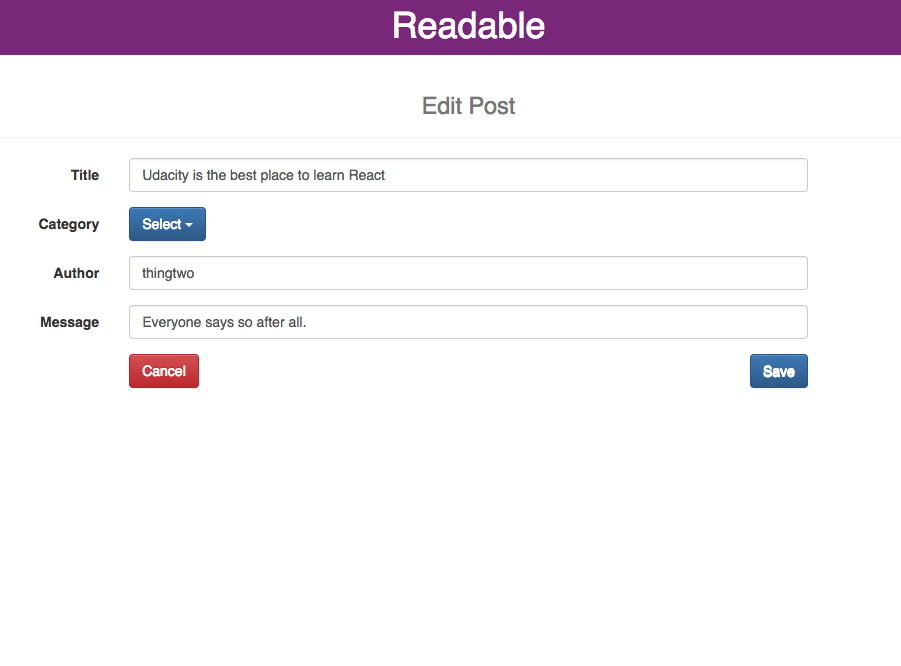 Readable
Edit Post
Title Udacity is the best place to learn React
Category Select
Author thingtwo
Message Everyone says so after all.
Cancel Save